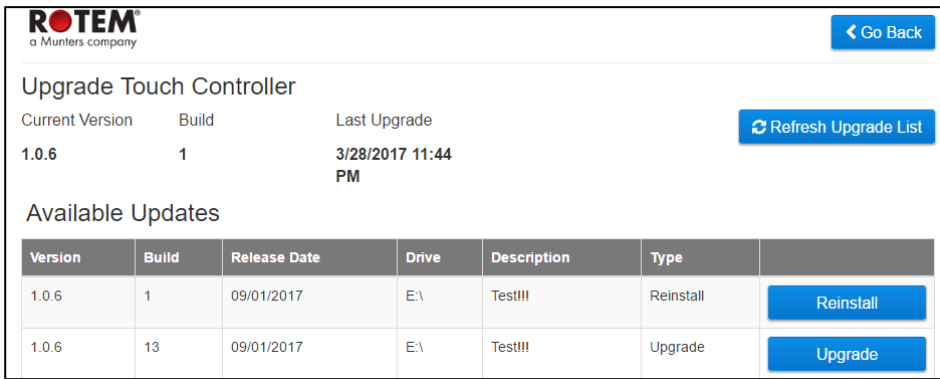 ROTEM®
a Munters company
Go Back
Upgrade Touch Controller
Current Version Build Last Upgrade
Refresh Upgrade List
1.0.6 1 3/28/2017 11:44
PM
Available Updates
Version Build Release Date Drive Description Type
1.0.6 1 09/01/2017 E:\ Test!!! Reinstall Reinstall
1.0.6 13 09/01/2017 E:\ Test!!! Upgrade Upgrade